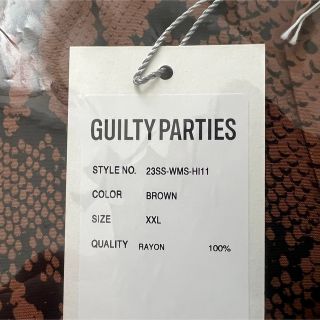 GUILTY PARTIES
STYLE NO. 23SS-WMS-HI11
COLOR BROWN
SIZE XXL
QUALITY RAYON 100%